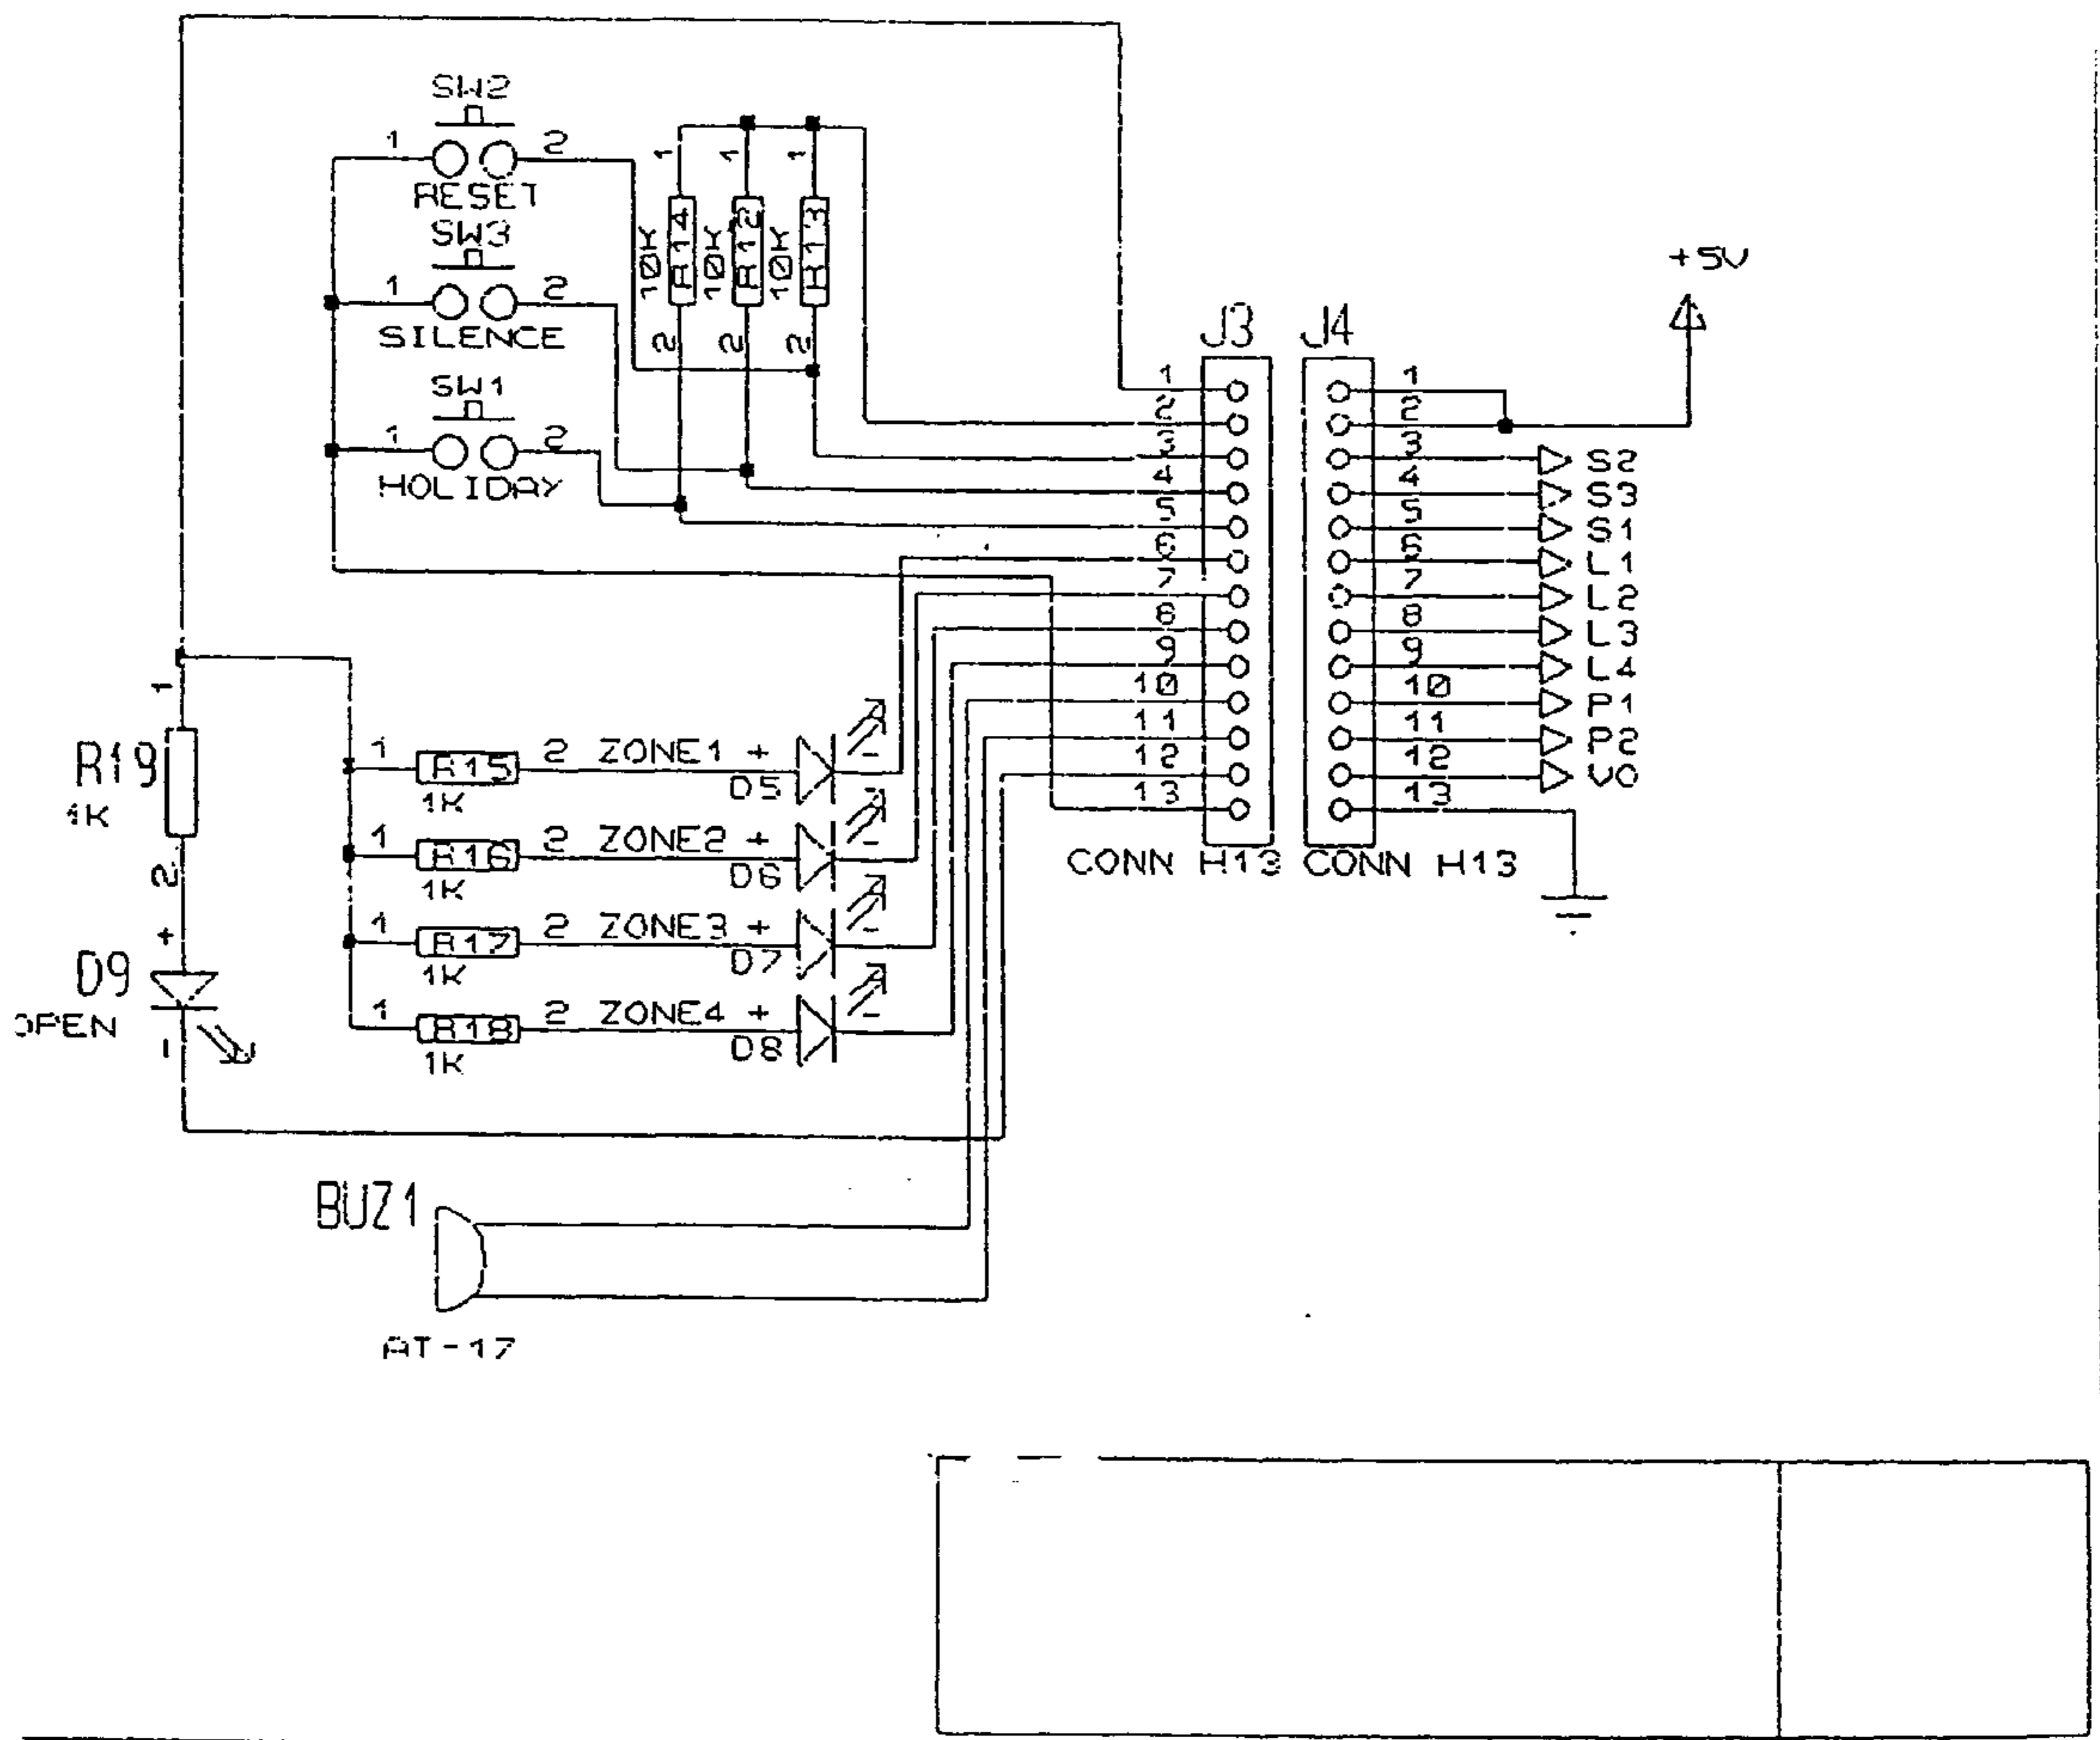 SW2
1 2
RESET
SW3
1 2
SILENCE
SW1
1 2
HOLIDAY
1 1 1
10K R14 10K R12 10K R13
2 2 2
+5V
J3 J4
1 1
2 2
3 3 S2
4 4 S3
5 5 S1
6 6 L1
7 7 L2
8 8 L3
9 9 L4
10 10 P1
11 11 P2
12 12 V0
13 13
CONN H13 CONN H13
1
R19
1K
2
+
D9
OPEN
-
1 R15 2 ZONE1 + -
1K D5
1 R16 2 ZONE2 + -
1K D6
1 R17 2 ZONE3 + -
1K D7
1 R18 2 ZONE4 + -
1K D8
BUZ1
AT-17